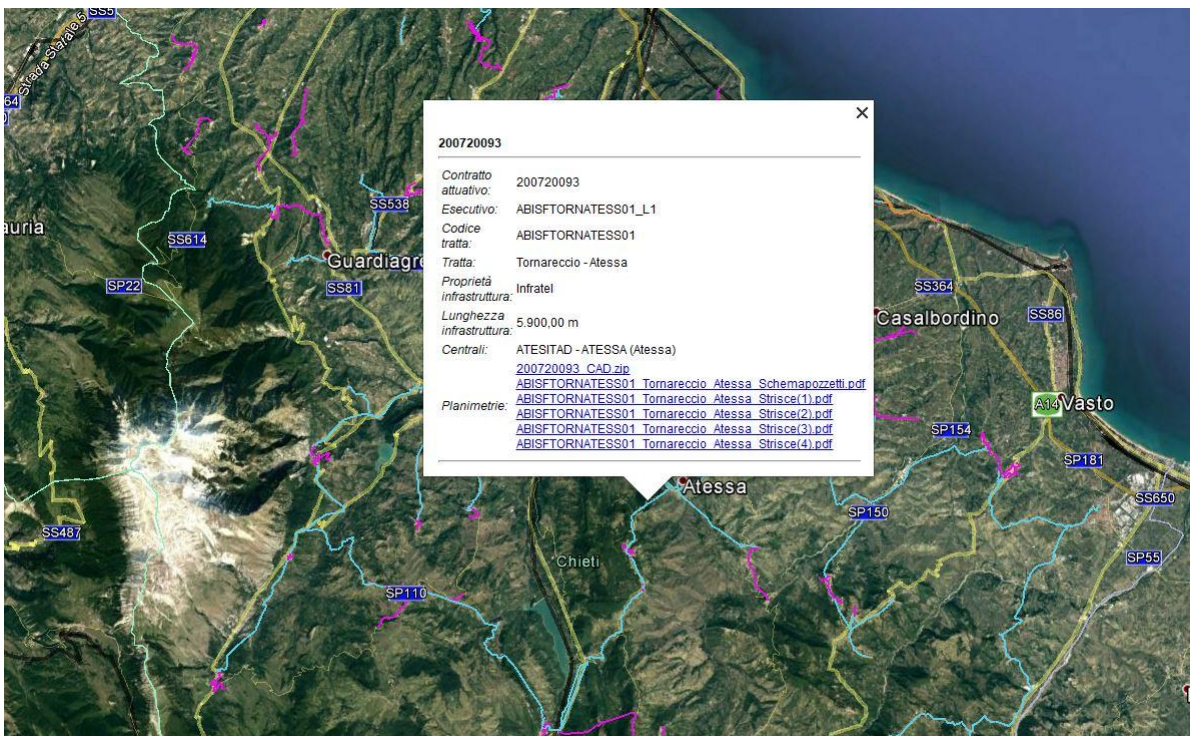 SS5
Strada Statale 5
64
200720093
Contratto
attuativo: 200720093
Esecutivo: ABISFTORNATESS01_L1
Codice
tratta: ABISFTORNATESS01
Tratta: Tornareccio - Atessa
Proprietà
infrastruttura: Infratel
Lunghezza
infrastruttura: 5.900,00 m
Centrali: ATESITAD - ATESSA (Atessa)
Planimetrie: 200720093_CAD.zip
ABISFTORNATESS01_Tornareccio_Atessa_Schemapozzetti.pdf
ABISFTORNATESS01_Tornareccio_Atessa_Strisce(1).pdf
ABISFTORNATESS01_Tornareccio_Atessa_Strisce(2).pdf
ABISFTORNATESS01_Tornareccio_Atessa_Strisce(3).pdf
ABISFTORNATESS01_Tornareccio_Atessa_Strisce(4).pdf
SS538
auria
SS614
Guardiagre
SP22
SS81
SS364
Casalbordino
SS86
A14
Vasto
SP154
SP181
Atessa
SS650
SP150
SS487
Chieti
SP55
SP110